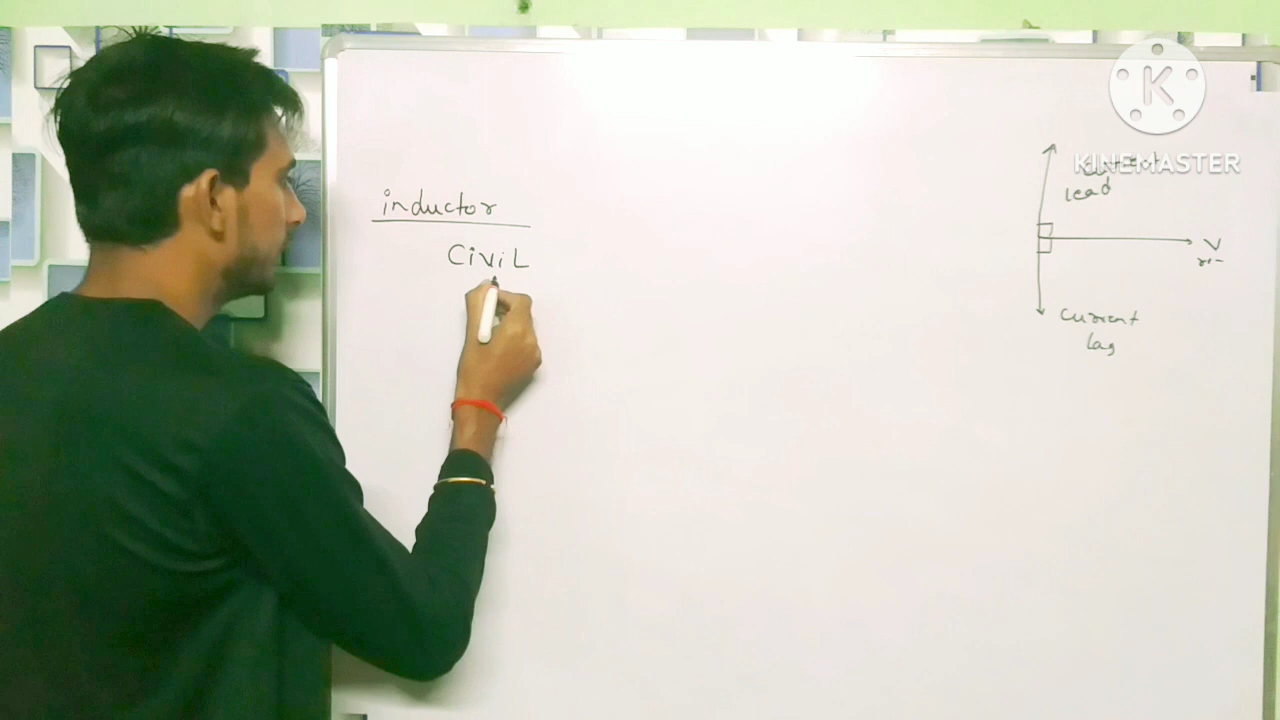 inductor
CiviL
K
KINEMASTER
lead
V
current
lag